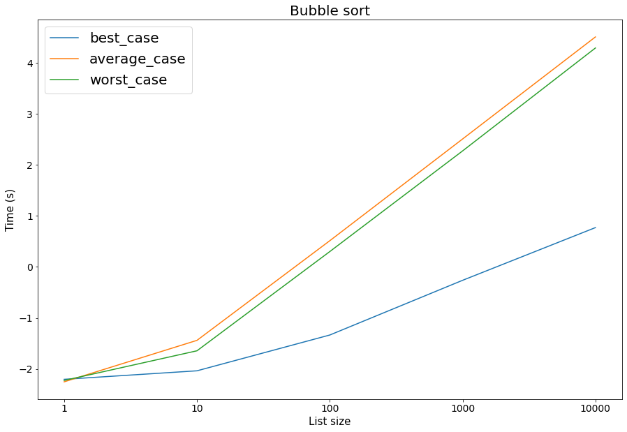 Bubble sort
best_case
average_case
worst_case
Time (s)
4
3
2
1
0
−1
−2
1 10 100 1000 10000
List size